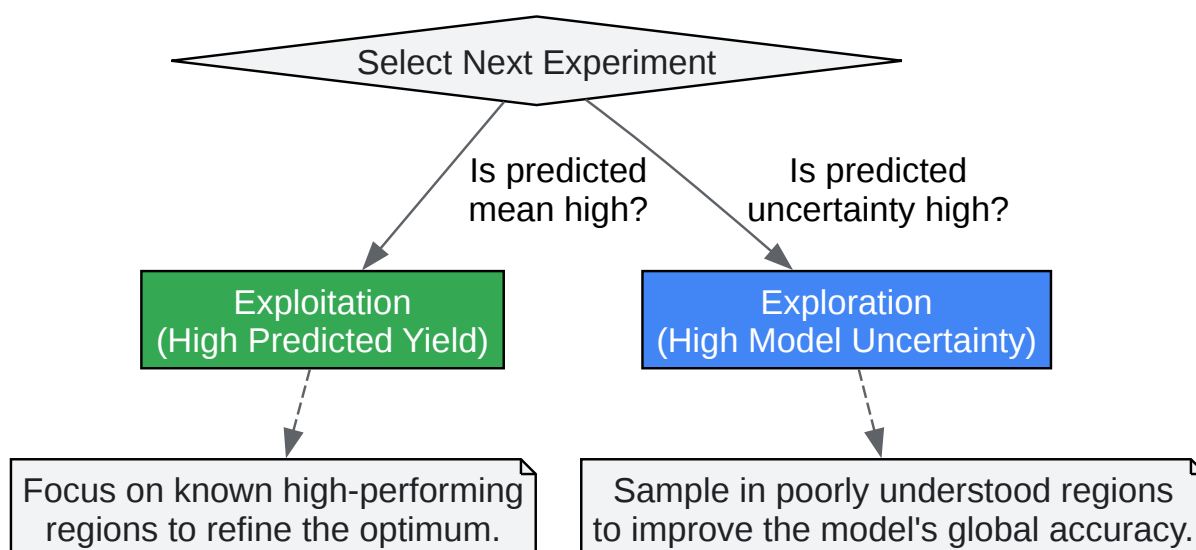 Select Next Experiment
Is predicted
mean high?
Is predicted
uncertainty high?
Exploitation
(High Predicted Yield)
Exploration
(High Model Uncertainty)
Focus on known high-performing
regions to refine the optimum.
Sample in poorly understood regions
to improve the model's global accuracy.